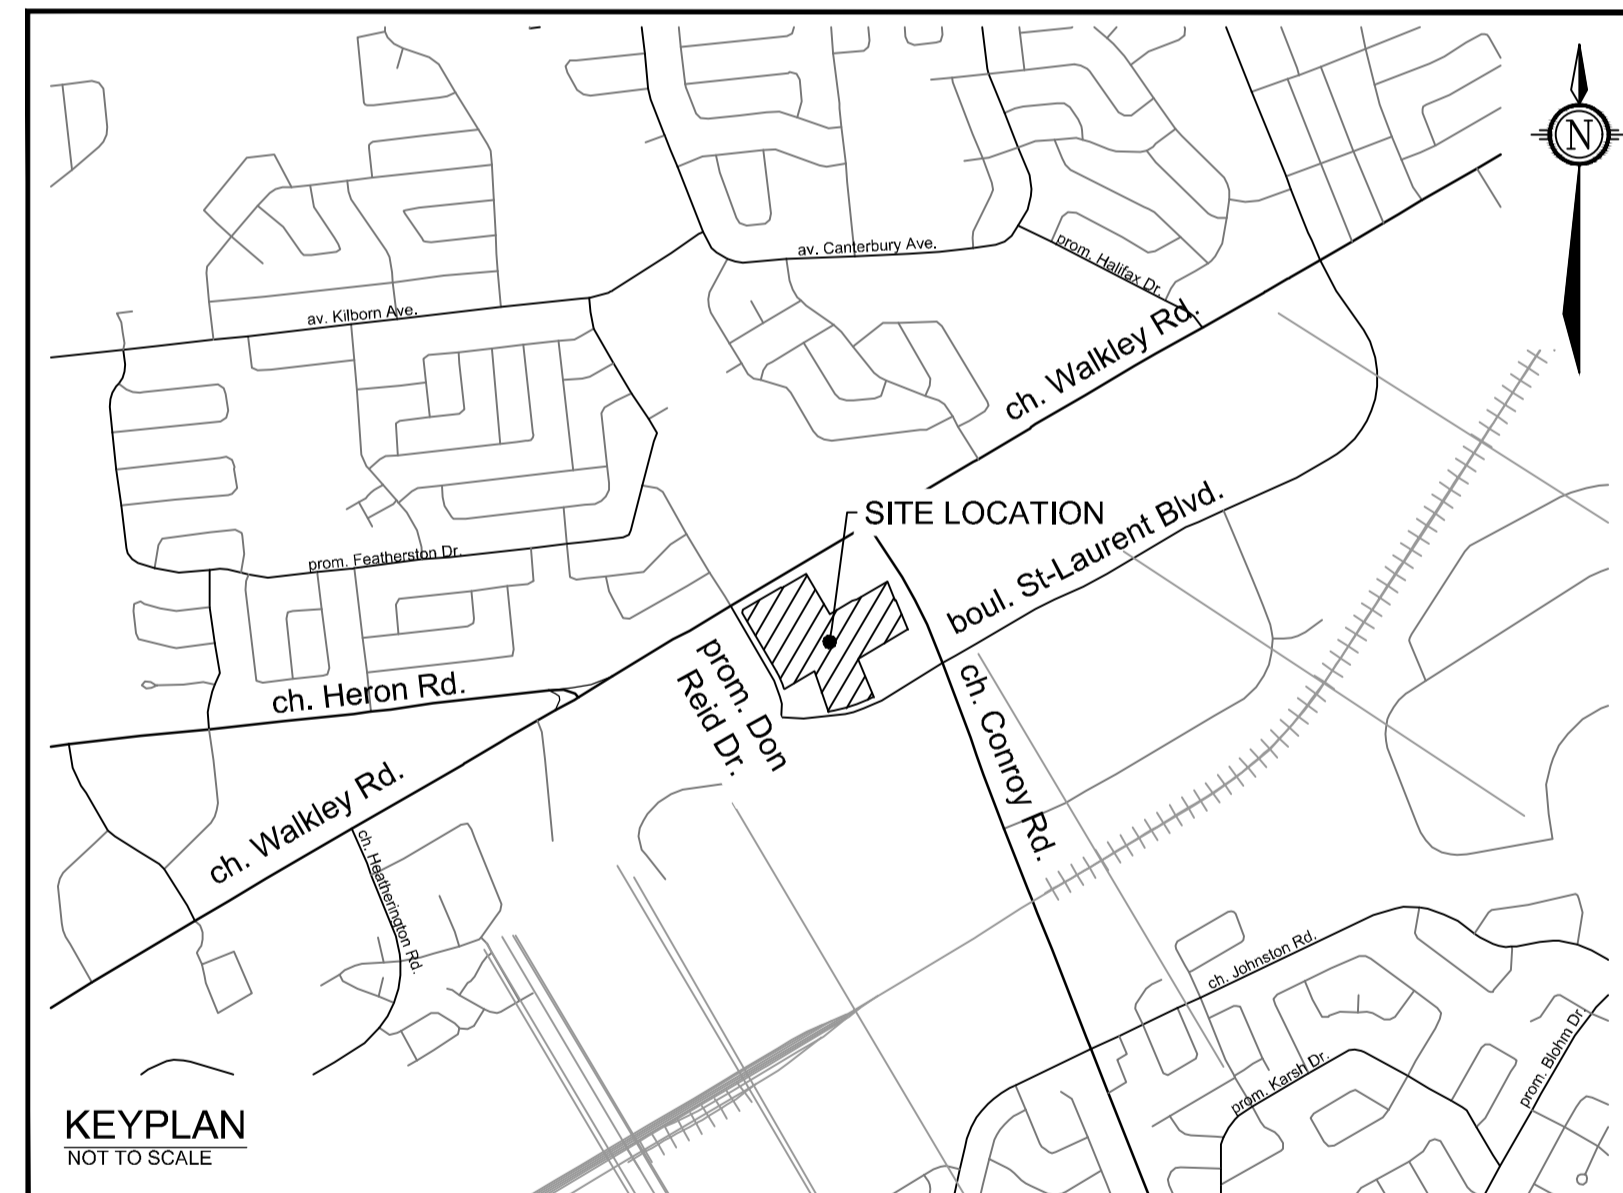 N
av. Canterbury Ave.
prom. Halifax Dr.
av. Kilborn Ave.
ch. Walkley Rd.
SITE LOCATION
boul. St-Laurent Blvd.
prom. Featherston Dr.
prom. Don
Reid Dr.
ch. Heron Rd.
ch. Conroy Rd.
ch. Walkley Rd.
ch. Heatherington Rd.
ch. Johnston Rd.
prom. Karsh Dr.
prom. Blohm Dr.
KEYPLAN
NOT TO SCALE